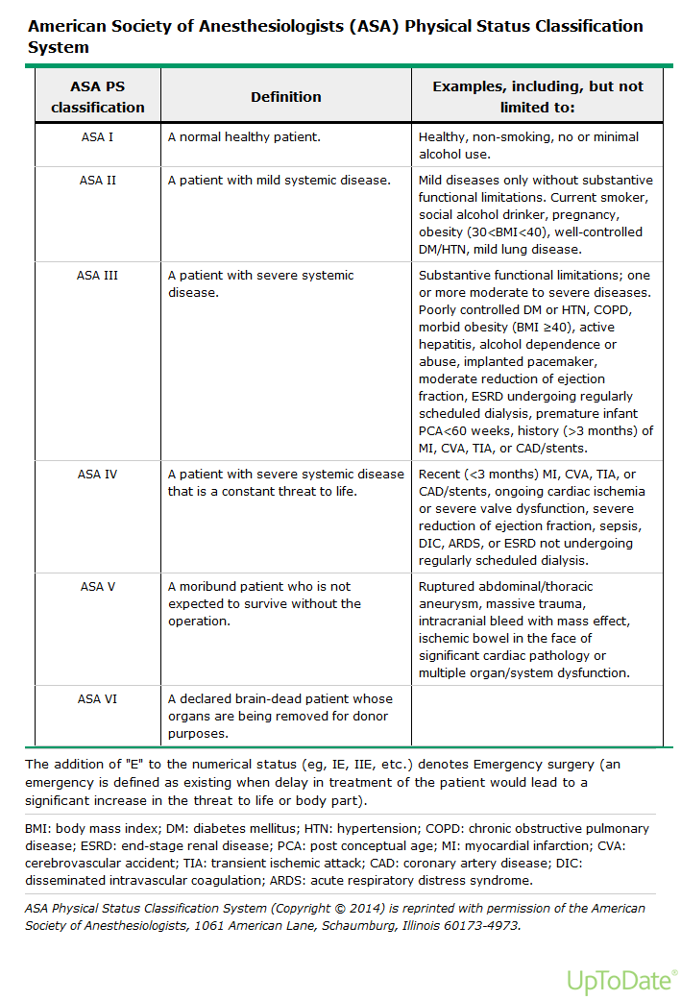 American Society of Anesthesiologists (ASA) Physical Status Classification
System
ASA PS
classification
Definition
Examples, including, but not
limited to:
ASA I
A normal healthy patient.
Healthy, non-smoking, no or minimal
alcohol use.
ASA II
A patient with mild systemic disease.
Mild diseases only without substantive
functional limitations. Current smoker,
social alcohol drinker, pregnancy,
obesity (30<BMI<40), well-controlled
DM/HTN, mild lung disease.
ASA III
A patient with severe systemic
disease.
Substantive functional limitations; one
or more moderate to severe diseases.
Poorly controlled DM or HTN, COPD,
morbid obesity (BMI ≥40), active
hepatitis, alcohol dependence or
abuse, implanted pacemaker,
moderate reduction of ejection
fraction, ESRD undergoing regularly
scheduled dialysis, premature infant
PCA<60 weeks, history (>3 months) of
MI, CVA, TIA, or CAD/stents.
ASA IV
A patient with severe systemic disease
that is a constant threat to life.
Recent (<3 months) MI, CVA, TIA, or
CAD/stents, ongoing cardiac ischemia
or severe valve dysfunction, severe
reduction of ejection fraction, sepsis,
DIC, ARDS, or ESRD not undergoing
regularly scheduled dialysis.
ASA V
A moribund patient who is not
expected to survive without the
operation.
Ruptured abdominal/thoracic
aneurysm, massive trauma,
intracranial bleed with mass effect,
ischemic bowel in the face of
significant cardiac pathology or
multiple organ/system dysfunction.
ASA VI
A declared brain-dead patient whose
organs are being removed for donor
purposes.
The addition of "E" to the numerical status (eg, IE, IIE, etc.) denotes Emergency surgery (an
emergency is defined as existing when delay in treatment of the patient would lead to a
significant increase in the threat to life or body part).
BMI: body mass index; DM: diabetes mellitus; HTN: hypertension; COPD: chronic obstructive pulmonary
disease; ESRD: end-stage renal disease; PCA: post conceptual age; MI: myocardial infarction; CVA:
cerebrovascular accident; TIA: transient ischemic attack; CAD: coronary artery disease; DIC:
disseminated intravascular coagulation; ARDS: acute respiratory distress syndrome.
ASA Physical Status Classification System (Copyright © 2014) is reprinted with permission of the American
Society of Anesthesiologists, 1061 American Lane, Schaumburg, Illinois 60173-4973.
UpToDate®